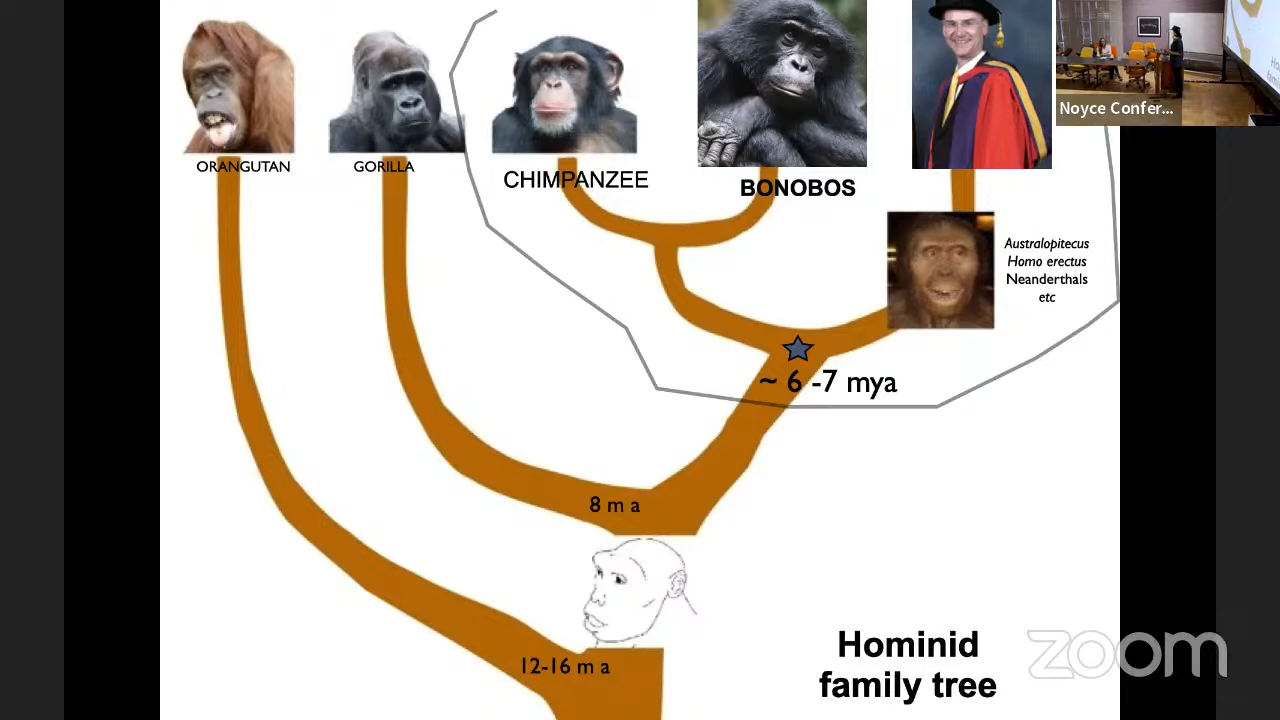 Noyce Confer...
ORANGUTAN
GORILLA
CHIMPANZEE
BONOBOS
Australopitecus
Homo erectus
Neanderthals
etc
~ 6 -7 mya
8 m a
12-16 m a
Hominid
family tree
zoom